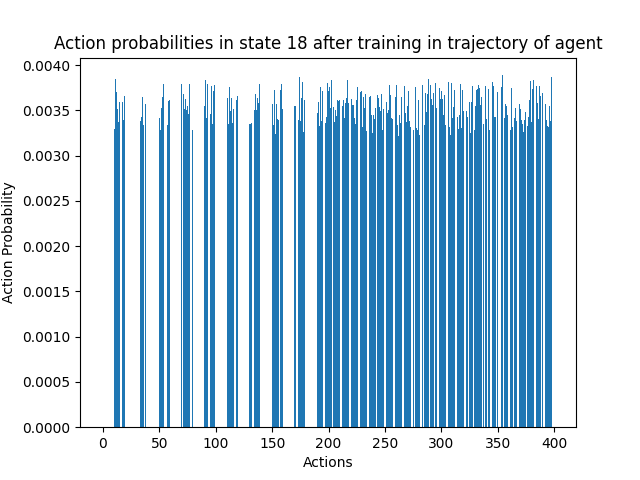 Action probabilities in state 18 after training in trajectory of agent
0.0040
0.0035
0.0030
0.0025
0.0020
0.0015
0.0010
0.0005
0.0000
Action Probability
0 50 100 150 200 250 300 350 400
Actions